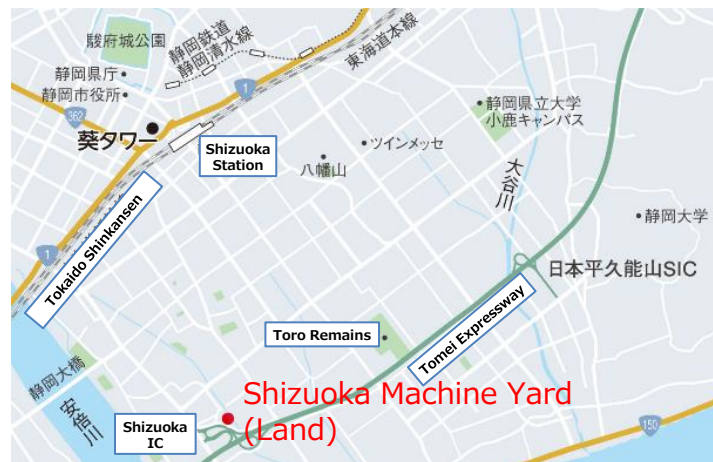 駿府城公園
静岡鉄道
静岡清水線
東海道本線
静岡県庁
静岡市役所
1
362
葵タワー
Shizuoka
Station
静岡県立大学
小鹿キャンパス
ツインメッセ
八幡山
大谷川
静岡大学
1
Tokaido Shinkansen
日本平久能山SIC
Toro Remains
Tomei Expressway
静岡大橋
安倍川
Shizuoka Machine Yard
(Land)
Shizuoka
IC
150